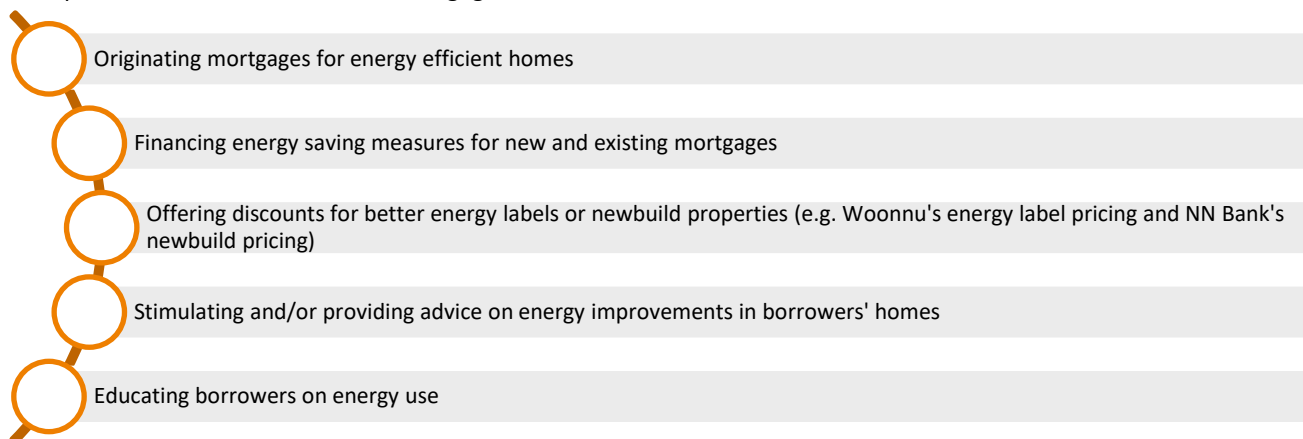 Originating mortgages for energy efficient homes
Financing energy saving measures for new and existing mortgages
Offering discounts for better energy labels or newbuild properties (e.g. Woonnu's energy label pricing and NN Bank's
newbuild pricing)
Stimulating and/or providing advice on energy improvements in borrowers' homes
Educating borrowers on energy use